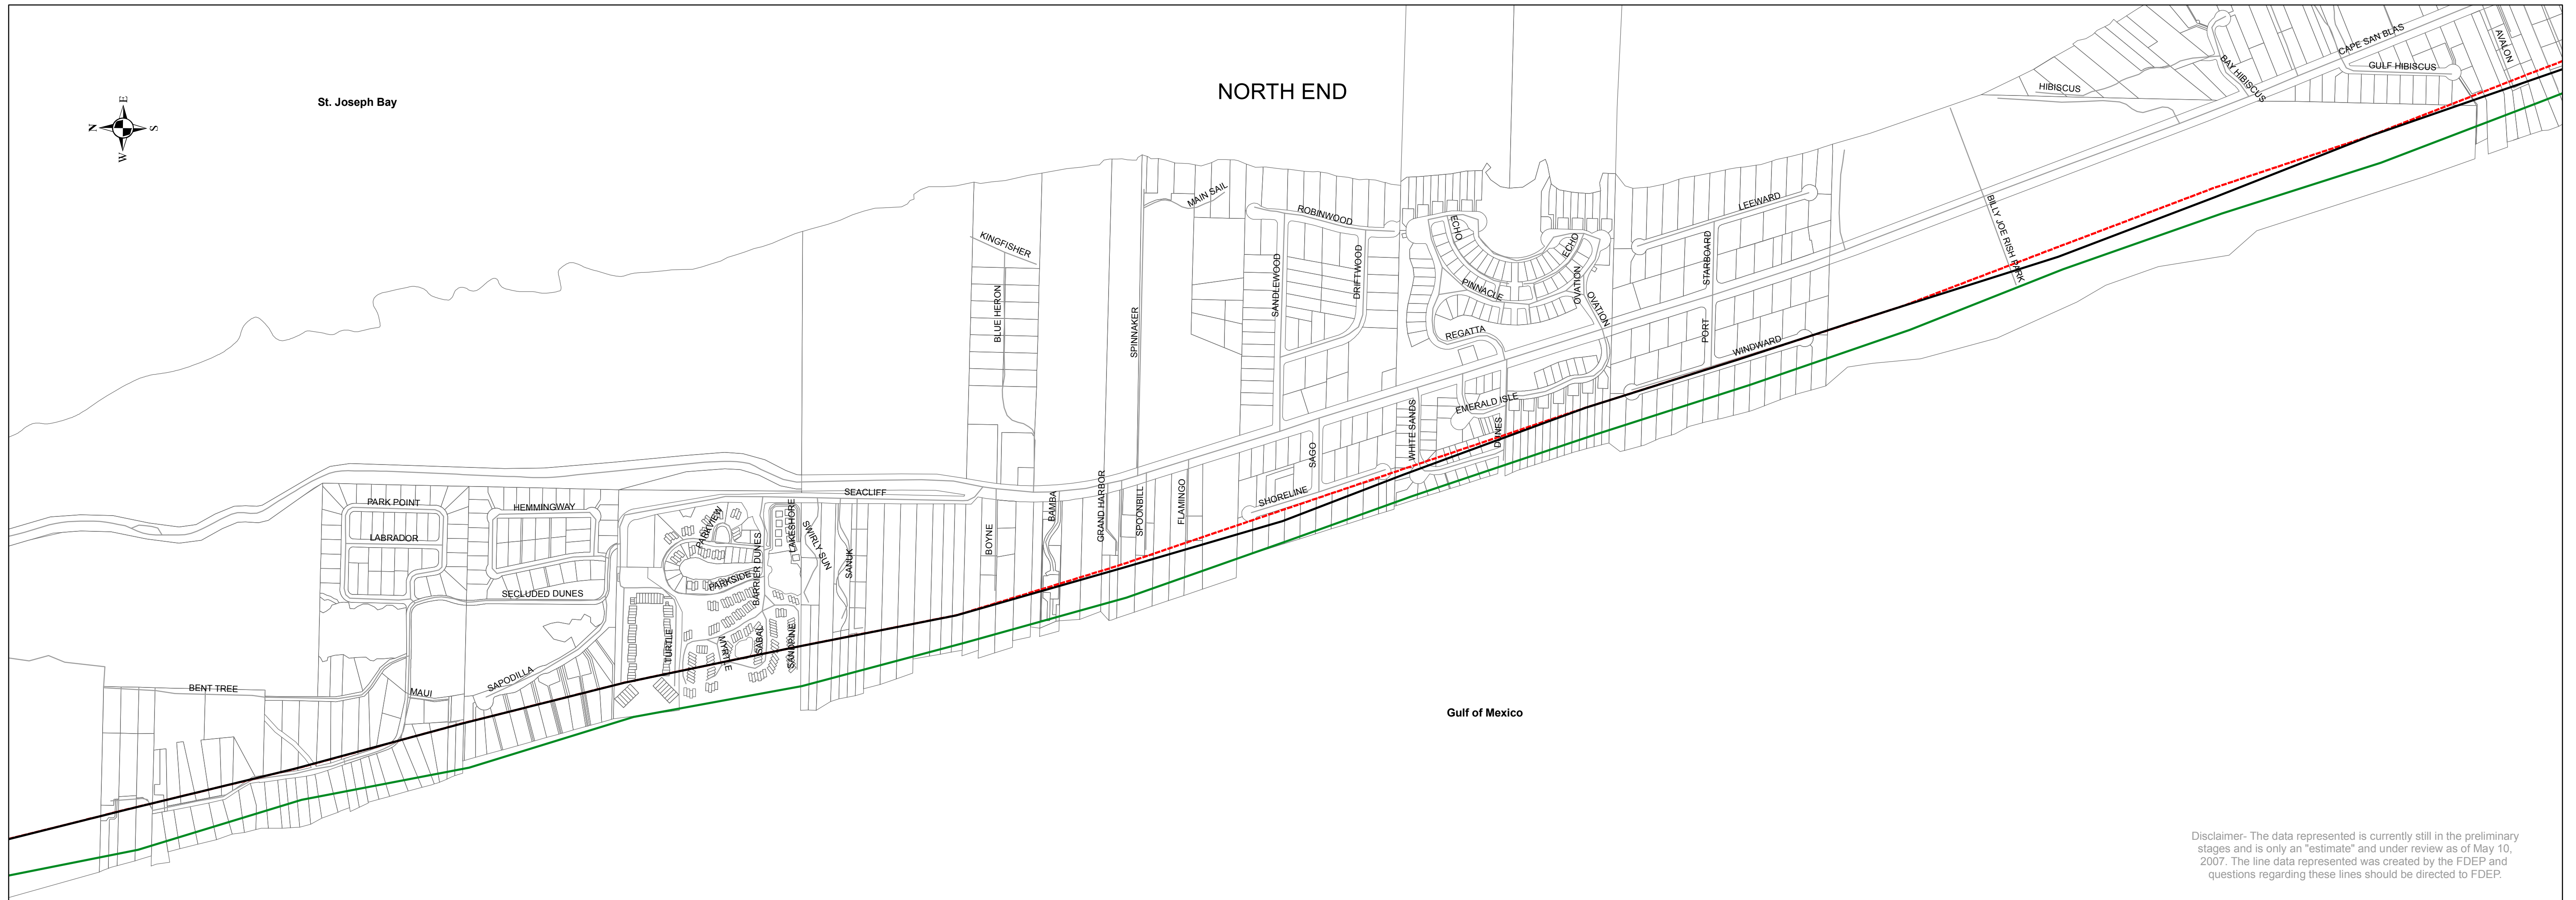 NORTH END
St. Joseph Bay
E
N
S
W
CAPE SAN BLAS
AVALON
GULF HIBISCUS
BAY HIBISCUS
HIBISCUS
BILLY JOE RISH PARK
MAIN SAIL
ROBINWOOD
LEEWARD
ECHO
ECHO
KINGFISHER
BLUE HERON
SPINNAKER
SANDLEWOOD
DRIFTWOOD
PINNACLE
OVATION
OVATION
STARBOARD
REGATTA
PORT
WINDWARD
EMERALD ISLE
WHITE SANDS
DUNES
SAGO
SHORELINE
SEACLIFF
PARK POINT
HEMMINGWAY
LABRADOR
PARKVIEW
LAKESHORE
SWIRLY SUN
SANUK
BOYNE
BAMBA
GRAND HARBOR
SPOONBILL
FLAMINGO
BARRIER DUNES
PARKSIDE
SECLUDED DUNES
TURTLE
MYRTLE
SABAL
SANDPINE
SAPODILLA
BENT TREE
MAUI
Gulf of Mexico
Disclaimer- The data represented is currently still in the preliminary
stages and is only an "estimate" and under review as of May 10,
2007. The line data represented was created by the FDEP and
questions regarding these lines should be directed to FDEP.